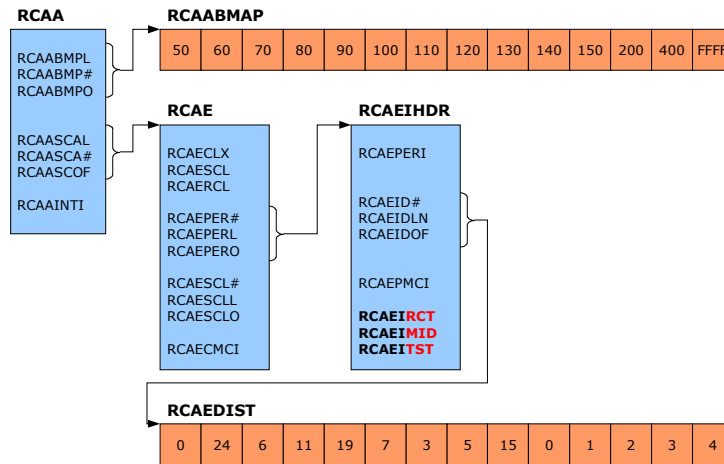 RCAA
RCAABMAP
RCAABMPL
RCAABMP#
RCAABMPO
RCAASCAL
RCAASCA#
RCAASCOF
RCAAINTI
50 60 70 80 90 100 110 120 130 140 150 200 400 FFFF
RCAE
RCAECLX
RCAESCL
RCAERCL
RCAEPER#
RCAEPERL
RCAEPERO
RCAESCL#
RCAESCLL
RCAESCLO
RCAECMCI
RCAEIHDR
RCAEPERI
RCAEID#
RCAEIDLN
RCAEIDOF
RCAEPMCI
RCAEIRCT
RCAEIMID
RCAEITST
RCAEDIST
0 24 6 11 19 7 3 5 15 0 1 2 3 4